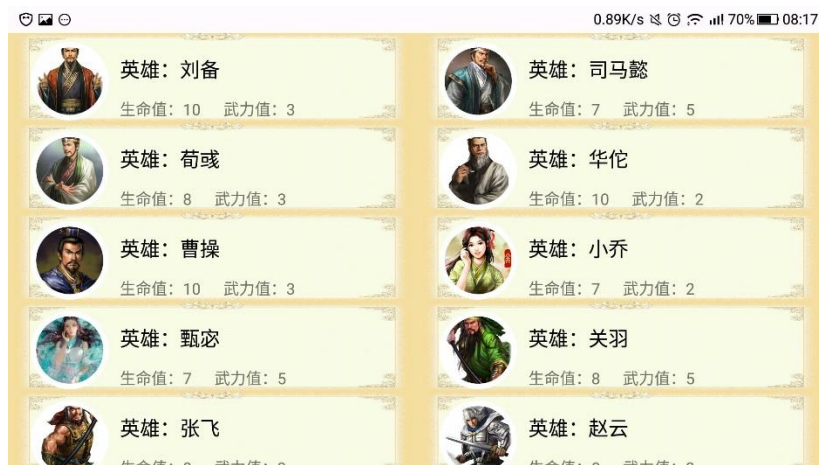 0.89K/s 70% 08:17
英雄：刘备
生命值：10 武力值：3
英雄：司马懿
生命值：7 武力值：5
英雄：荀彧
生命值：8 武力值：3
英雄：华佗
生命值：10 武力值：2
英雄：曹操
生命值：10 武力值：3
英雄：小乔
生命值：7 武力值：2
英雄：甄宓
生命值：7 武力值：5
英雄：关羽
生命值：8 武力值：5
英雄：张飞
英雄：赵云